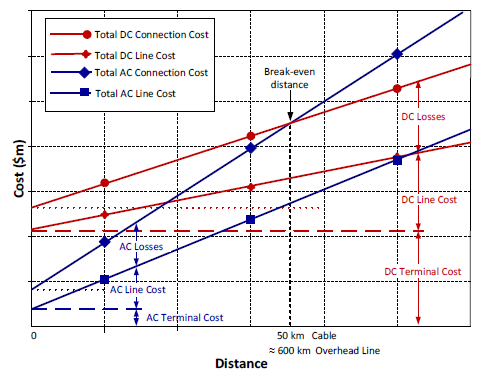 Total DC Connection Cost
Total DC Line Cost
Total AC Connection Cost
Total AC Line Cost
Break-even
distance
DC Losses
Cost ($m)
DC Line Cost
AC Losses
DC Terminal Cost
AC Line Cost
AC Terminal Cost
0
50 km Cable
≈ 600 km Overhead Line
Distance